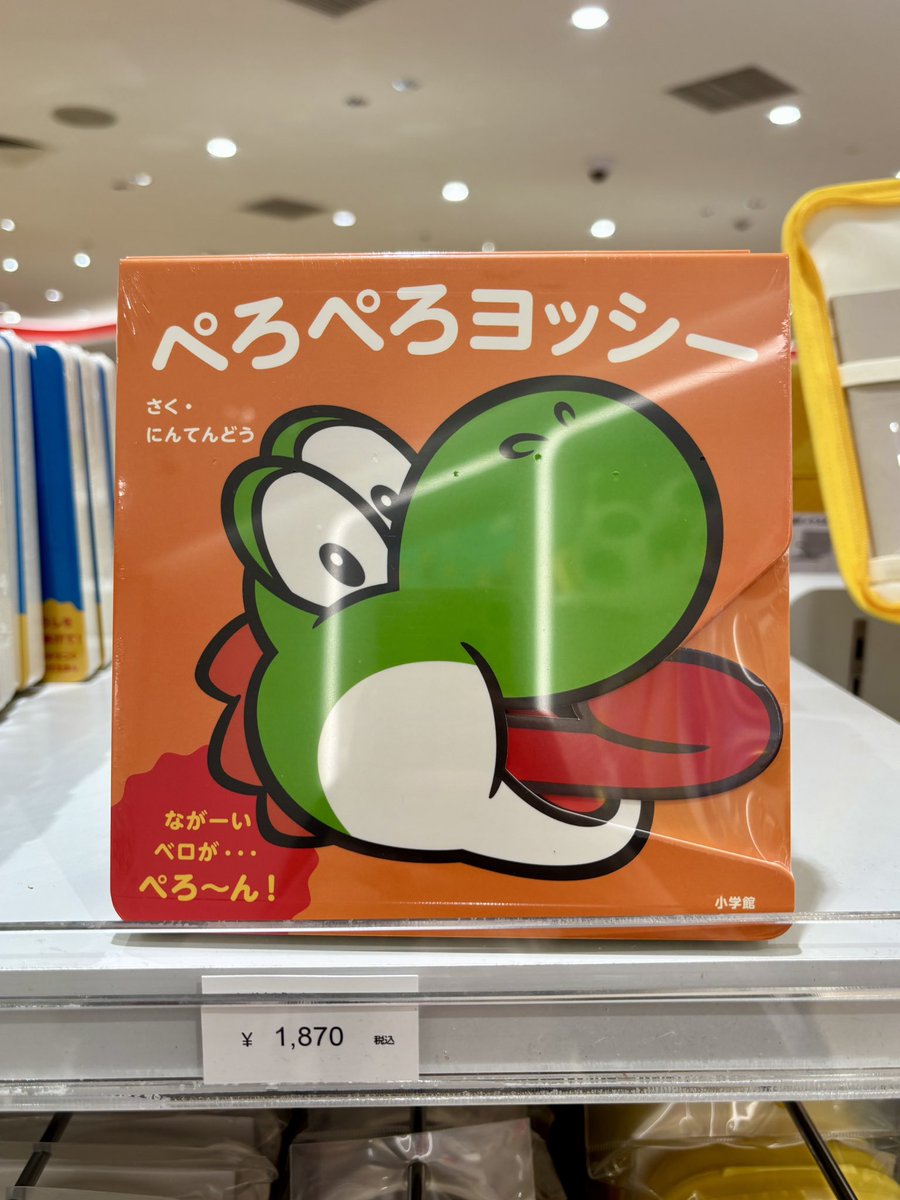 ぺろぺろヨッシー
さく・
にんてんどう
ながーい
ベロが・・・
ぺろ〜ん！
小学館
¥ 1,870 税込